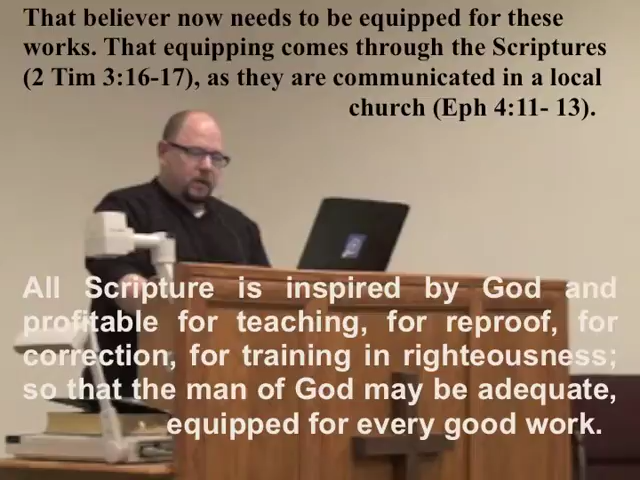 That believer now needs to be equipped for these
works. That equipping comes through the Scriptures
(2 Tim 3:16-17), as they are communicated in a local
church (Eph 4:11- 13).
All Scripture is inspired by God and
profitable for teaching, for reproof, for
correction, for training in righteousness;
so that the man of God may be adequate,
equipped for every good work.